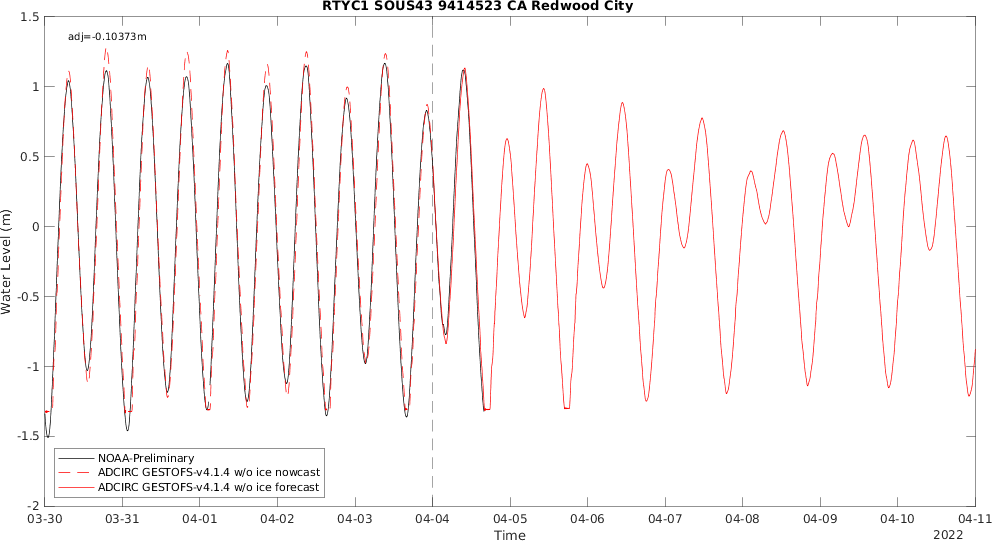 RTYC1 SOUS43 9414523 CA Redwood City
adj=-0.10373m
1.5
1
0.5
0
-0.5
-1
-1.5
-2
Water Level (m)
NOAA-Preliminary
ADCIRC GESTOFS-v4.1.4 w/o ice nowcast
ADCIRC GESTOFS-v4.1.4 w/o ice forecast
03-30 03-31 04-01 04-02 04-03 04-04 04-05 04-06 04-07 04-08 04-09 04-10 04-11
Time
2022